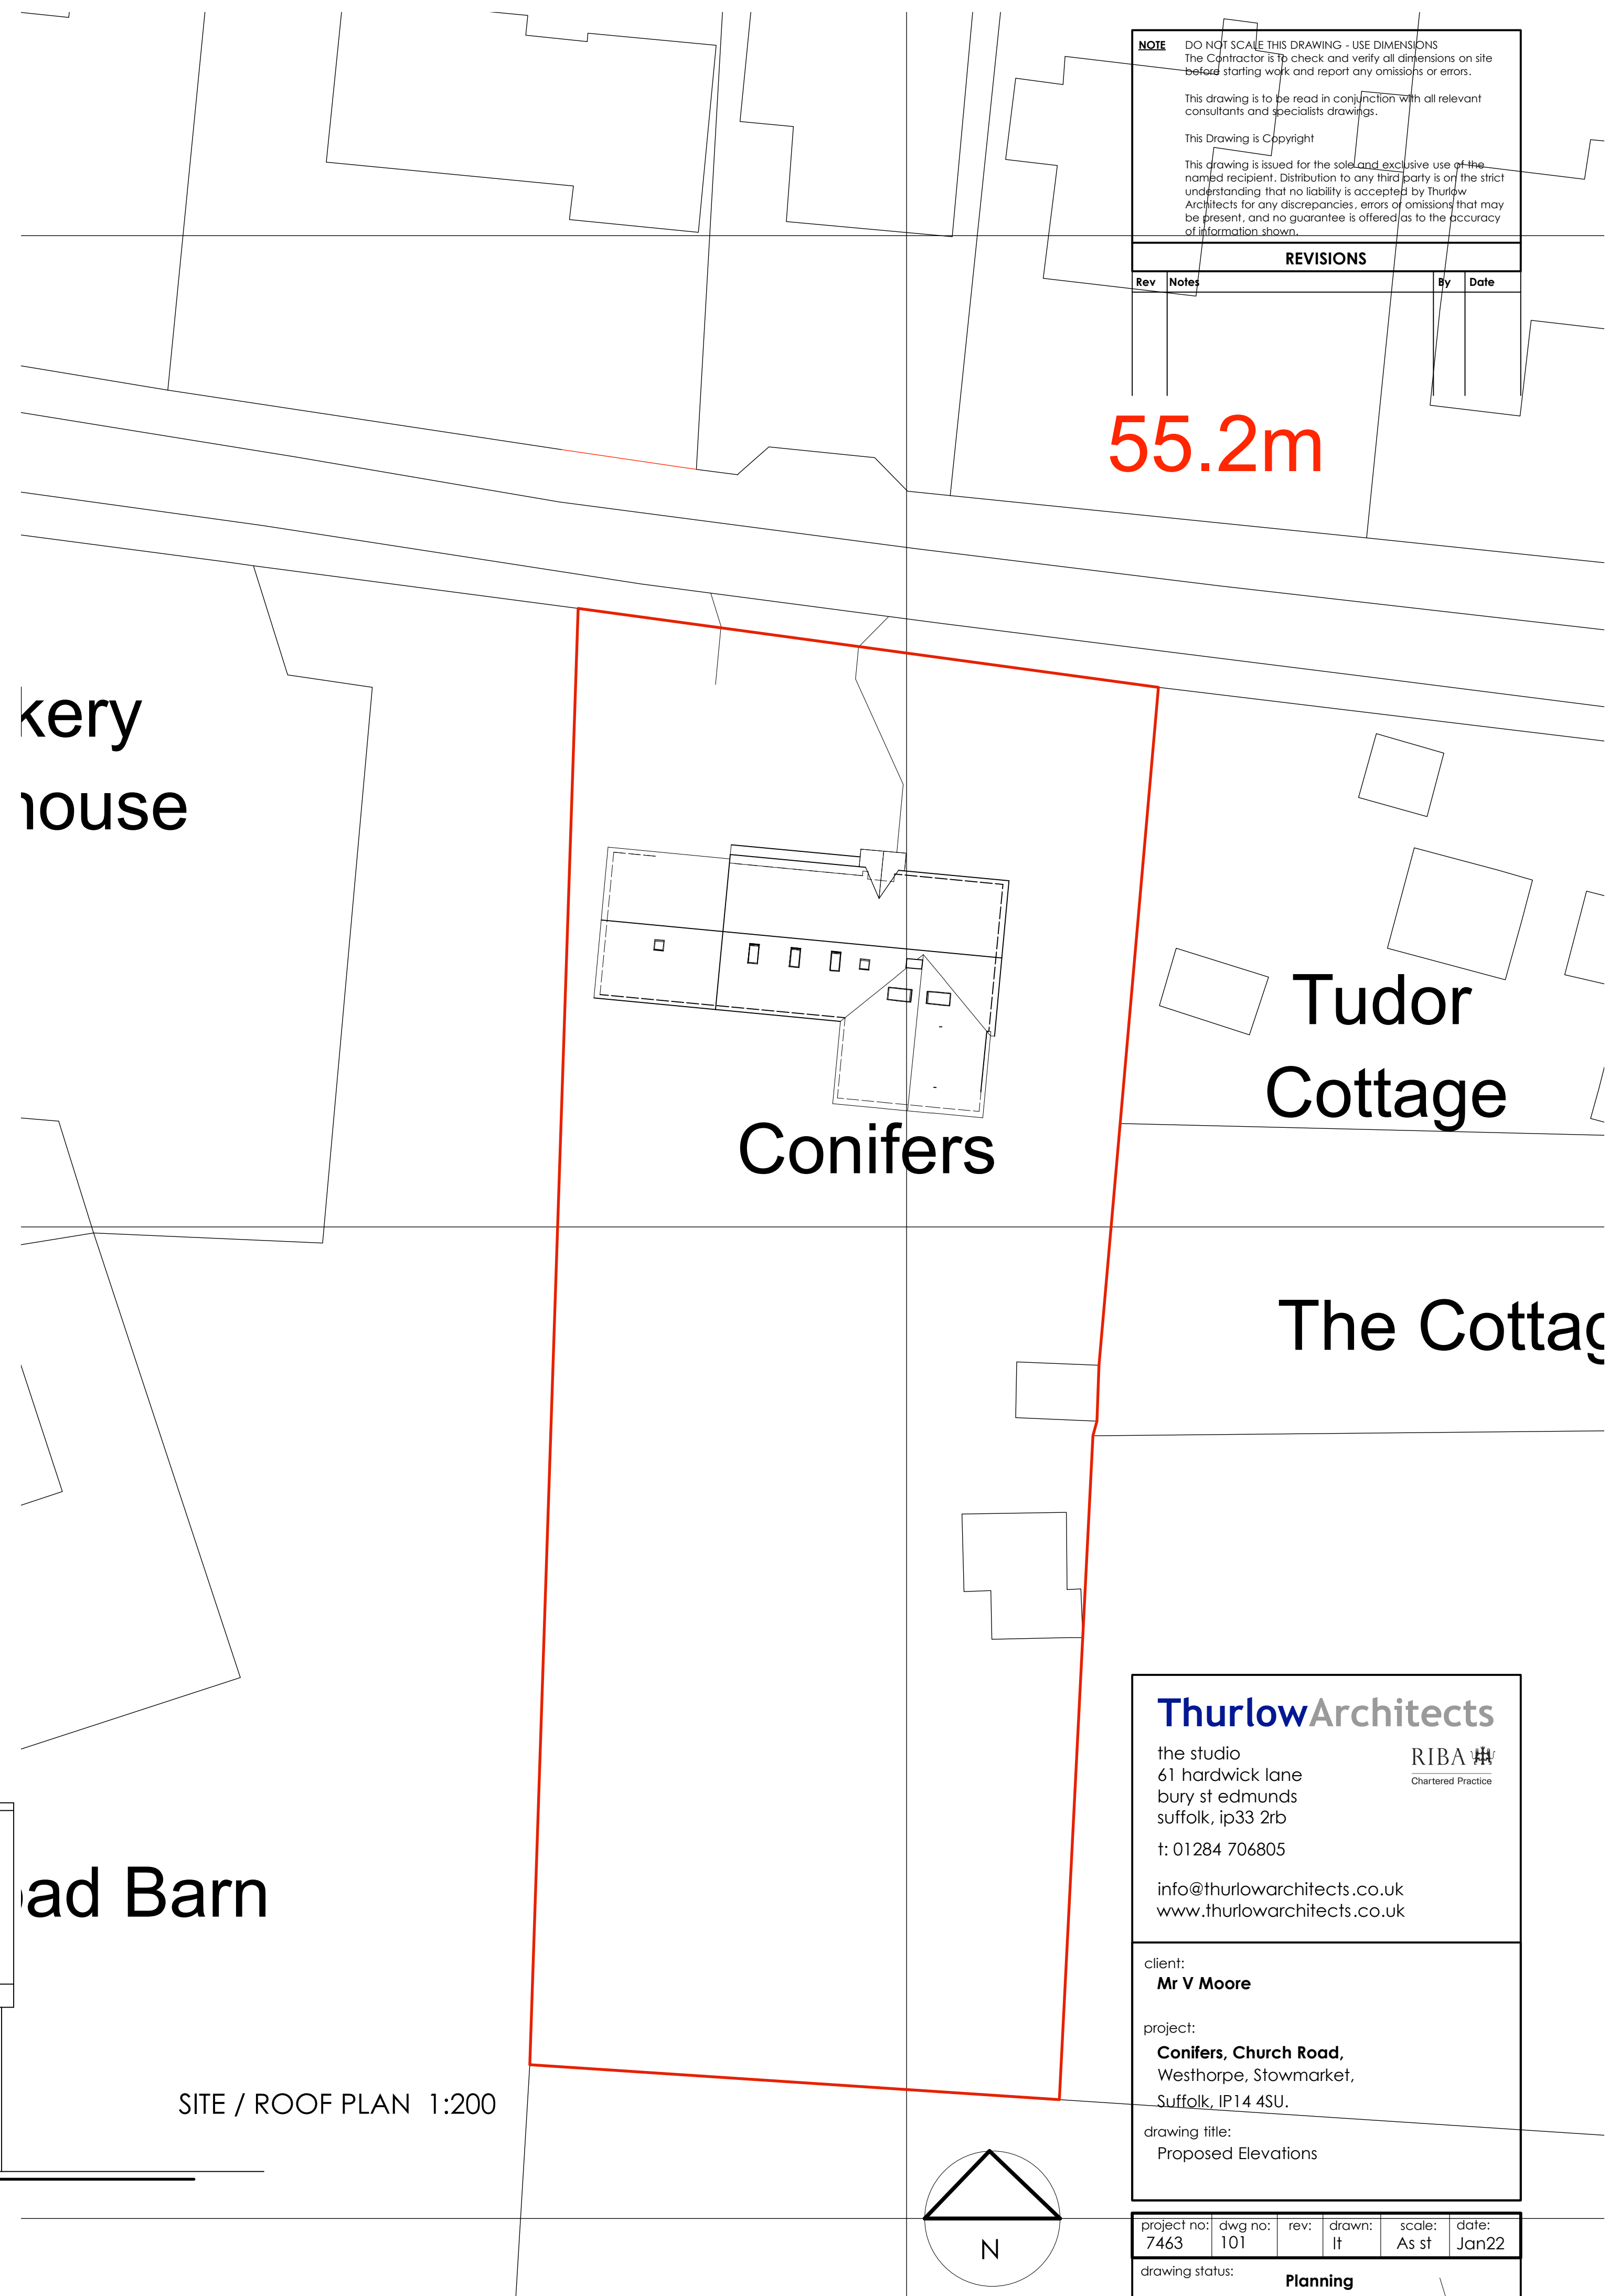 NOTE DO NOT SCALE THIS DRAWING - USE DIMENSIONS
The Contractor is to check and verify all dimensions on site
before starting work and report any omissions or errors.
This drawing is to be read in conjunction with all relevant
consultants and specialists drawings.
This Drawing is Copyright
This drawing is issued for the sole and exclusive use of the
named recipient. Distribution to any third party is on the strict
understanding that no liability is accepted by Thurlow
Architects for any discrepancies, errors or omissions that may
be present, and no guarantee is offered as to the accuracy
of information shown.
REVISIONS
Rev Notes By Date
55.2m
kery
house
Tudor
Cottage
Conifers
The Cottag
ad Barn
SITE / ROOF PLAN 1:200
N
ThurlowArchitects
the studio
61 hardwick lane
bury st edmunds
suffolk, ip33 2rb
RIBA
Chartered Practice
t: 01284 706805
info@thurlowarchitects.co.uk
www.thurlowarchitects.co.uk
client:
Mr V Moore
project:
Conifers, Church Road,
Westhorpe, Stowmarket,
Suffolk, IP14 4SU.
drawing title:
Proposed Elevations
project no: dwg no: rev: drawn: scale: date:
7463 101 lt As st Jan22
drawing status:
Planning